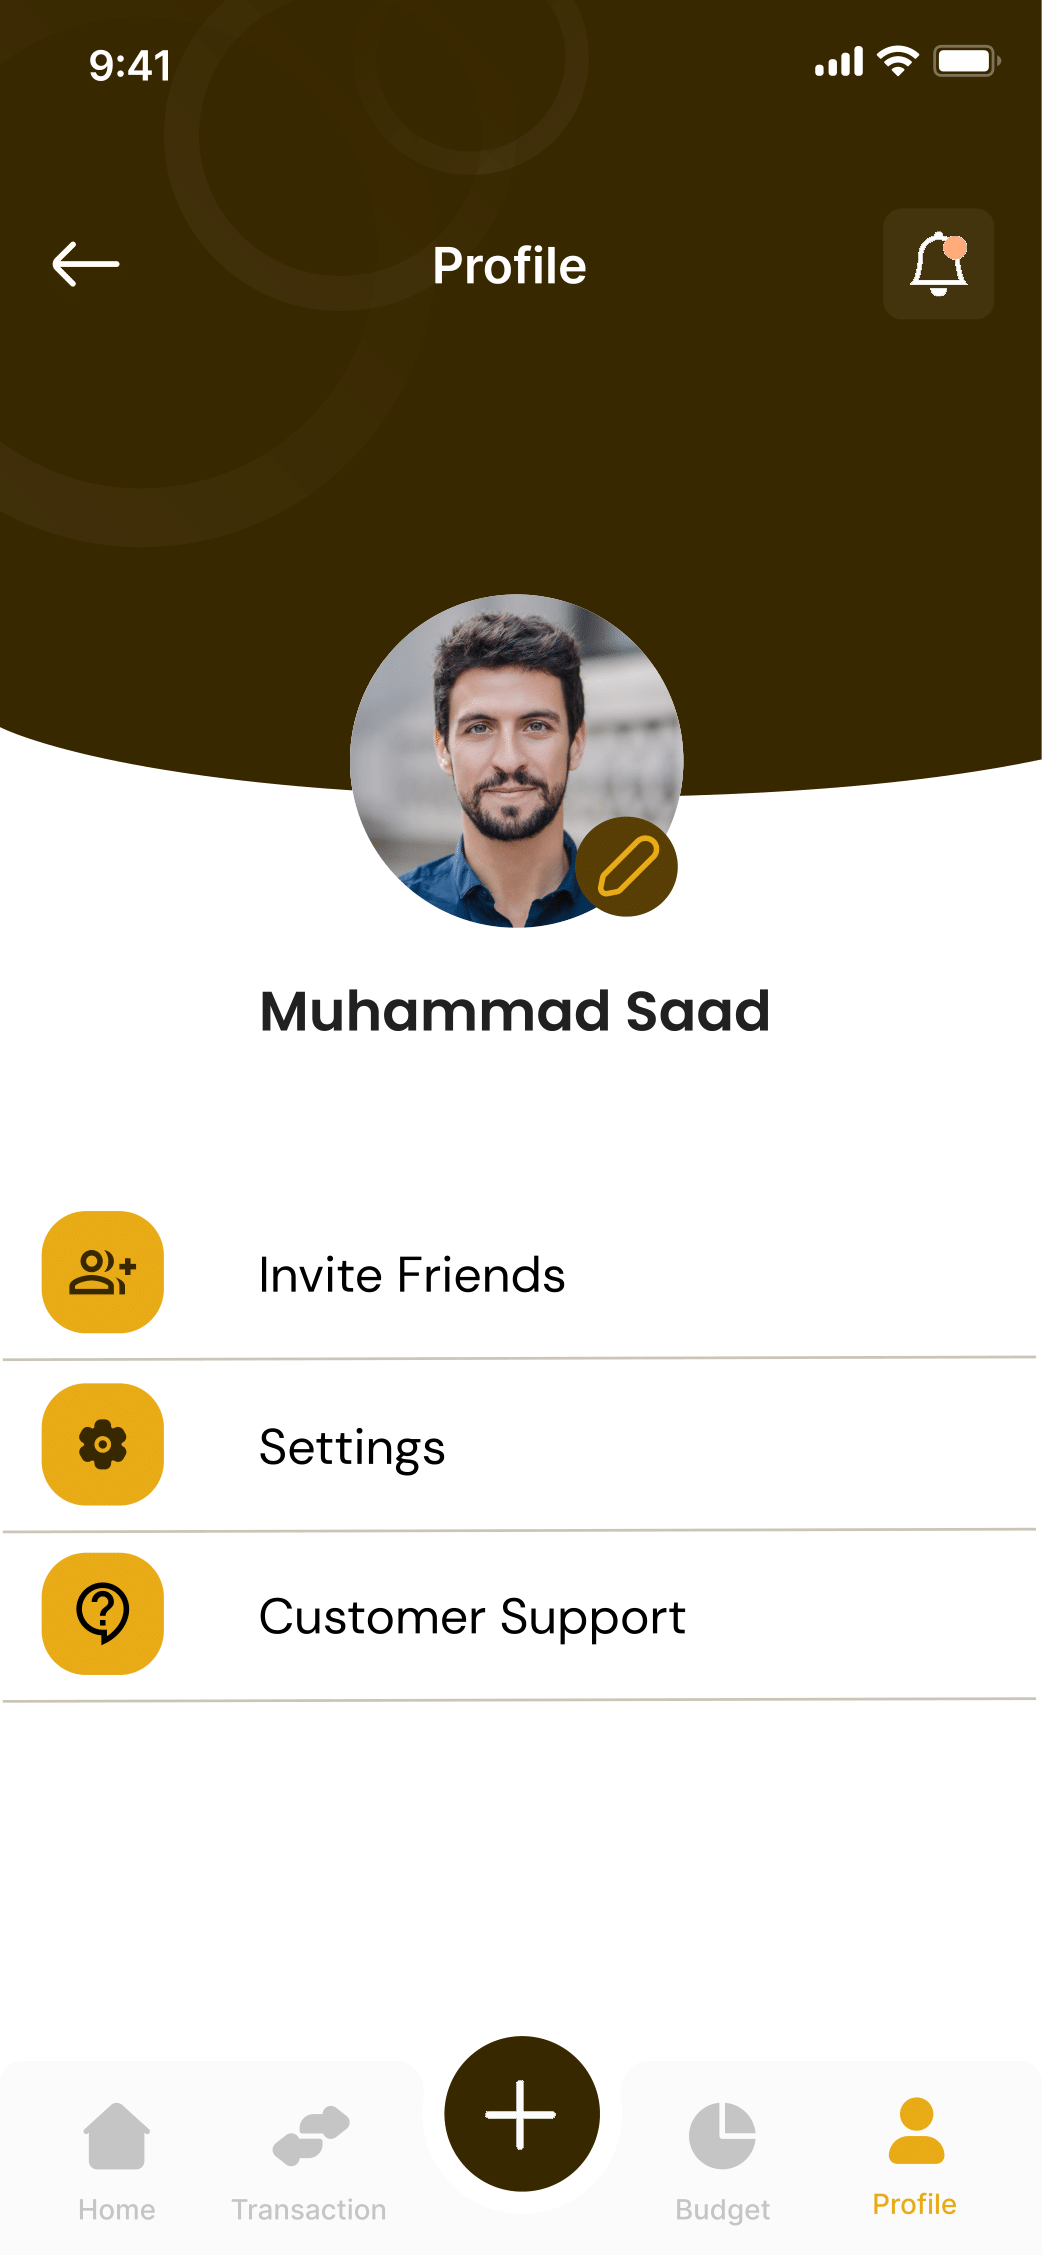 9:41
Profile
Muhammad Saad
Invite Friends
Settings
Customer Support
Home
Transaction
Budget
Profile